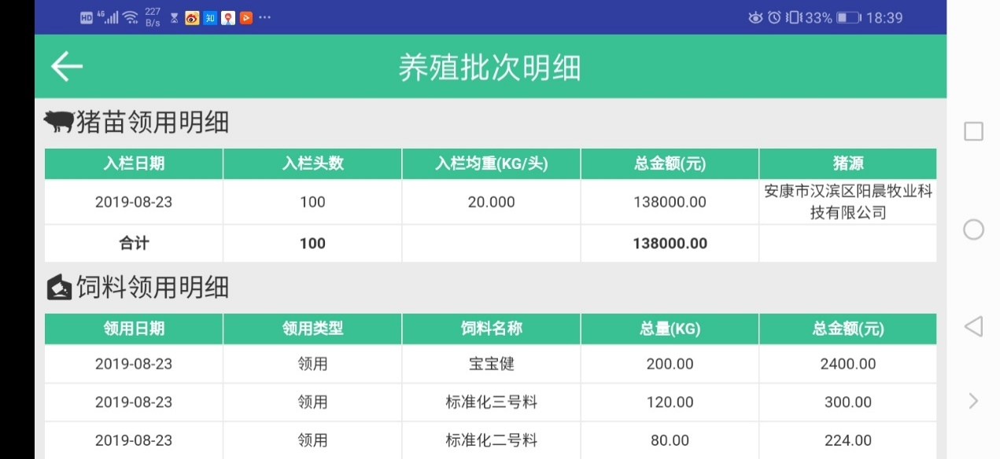 HD 4G 227 B/s 知 ... 33% 18:39
养殖批次明细
猪苗领用明细
入栏日期 入栏头数 入栏均重(KG/头) 总金额(元) 猪源
2019-08-23 100 20.000 138000.00 安康市汉滨区阳晨牧业科
技有限公司
合计 100 138000.00
饲料领用明细
领用日期 领用类型 饲料名称 总量(KG) 总金额(元)
2019-08-23 领用 宝宝健 200.00 2400.00
2019-08-23 领用 标准化三号料 120.00 300.00
2019-08-23 领用 标准化二号料 80.00 224.00